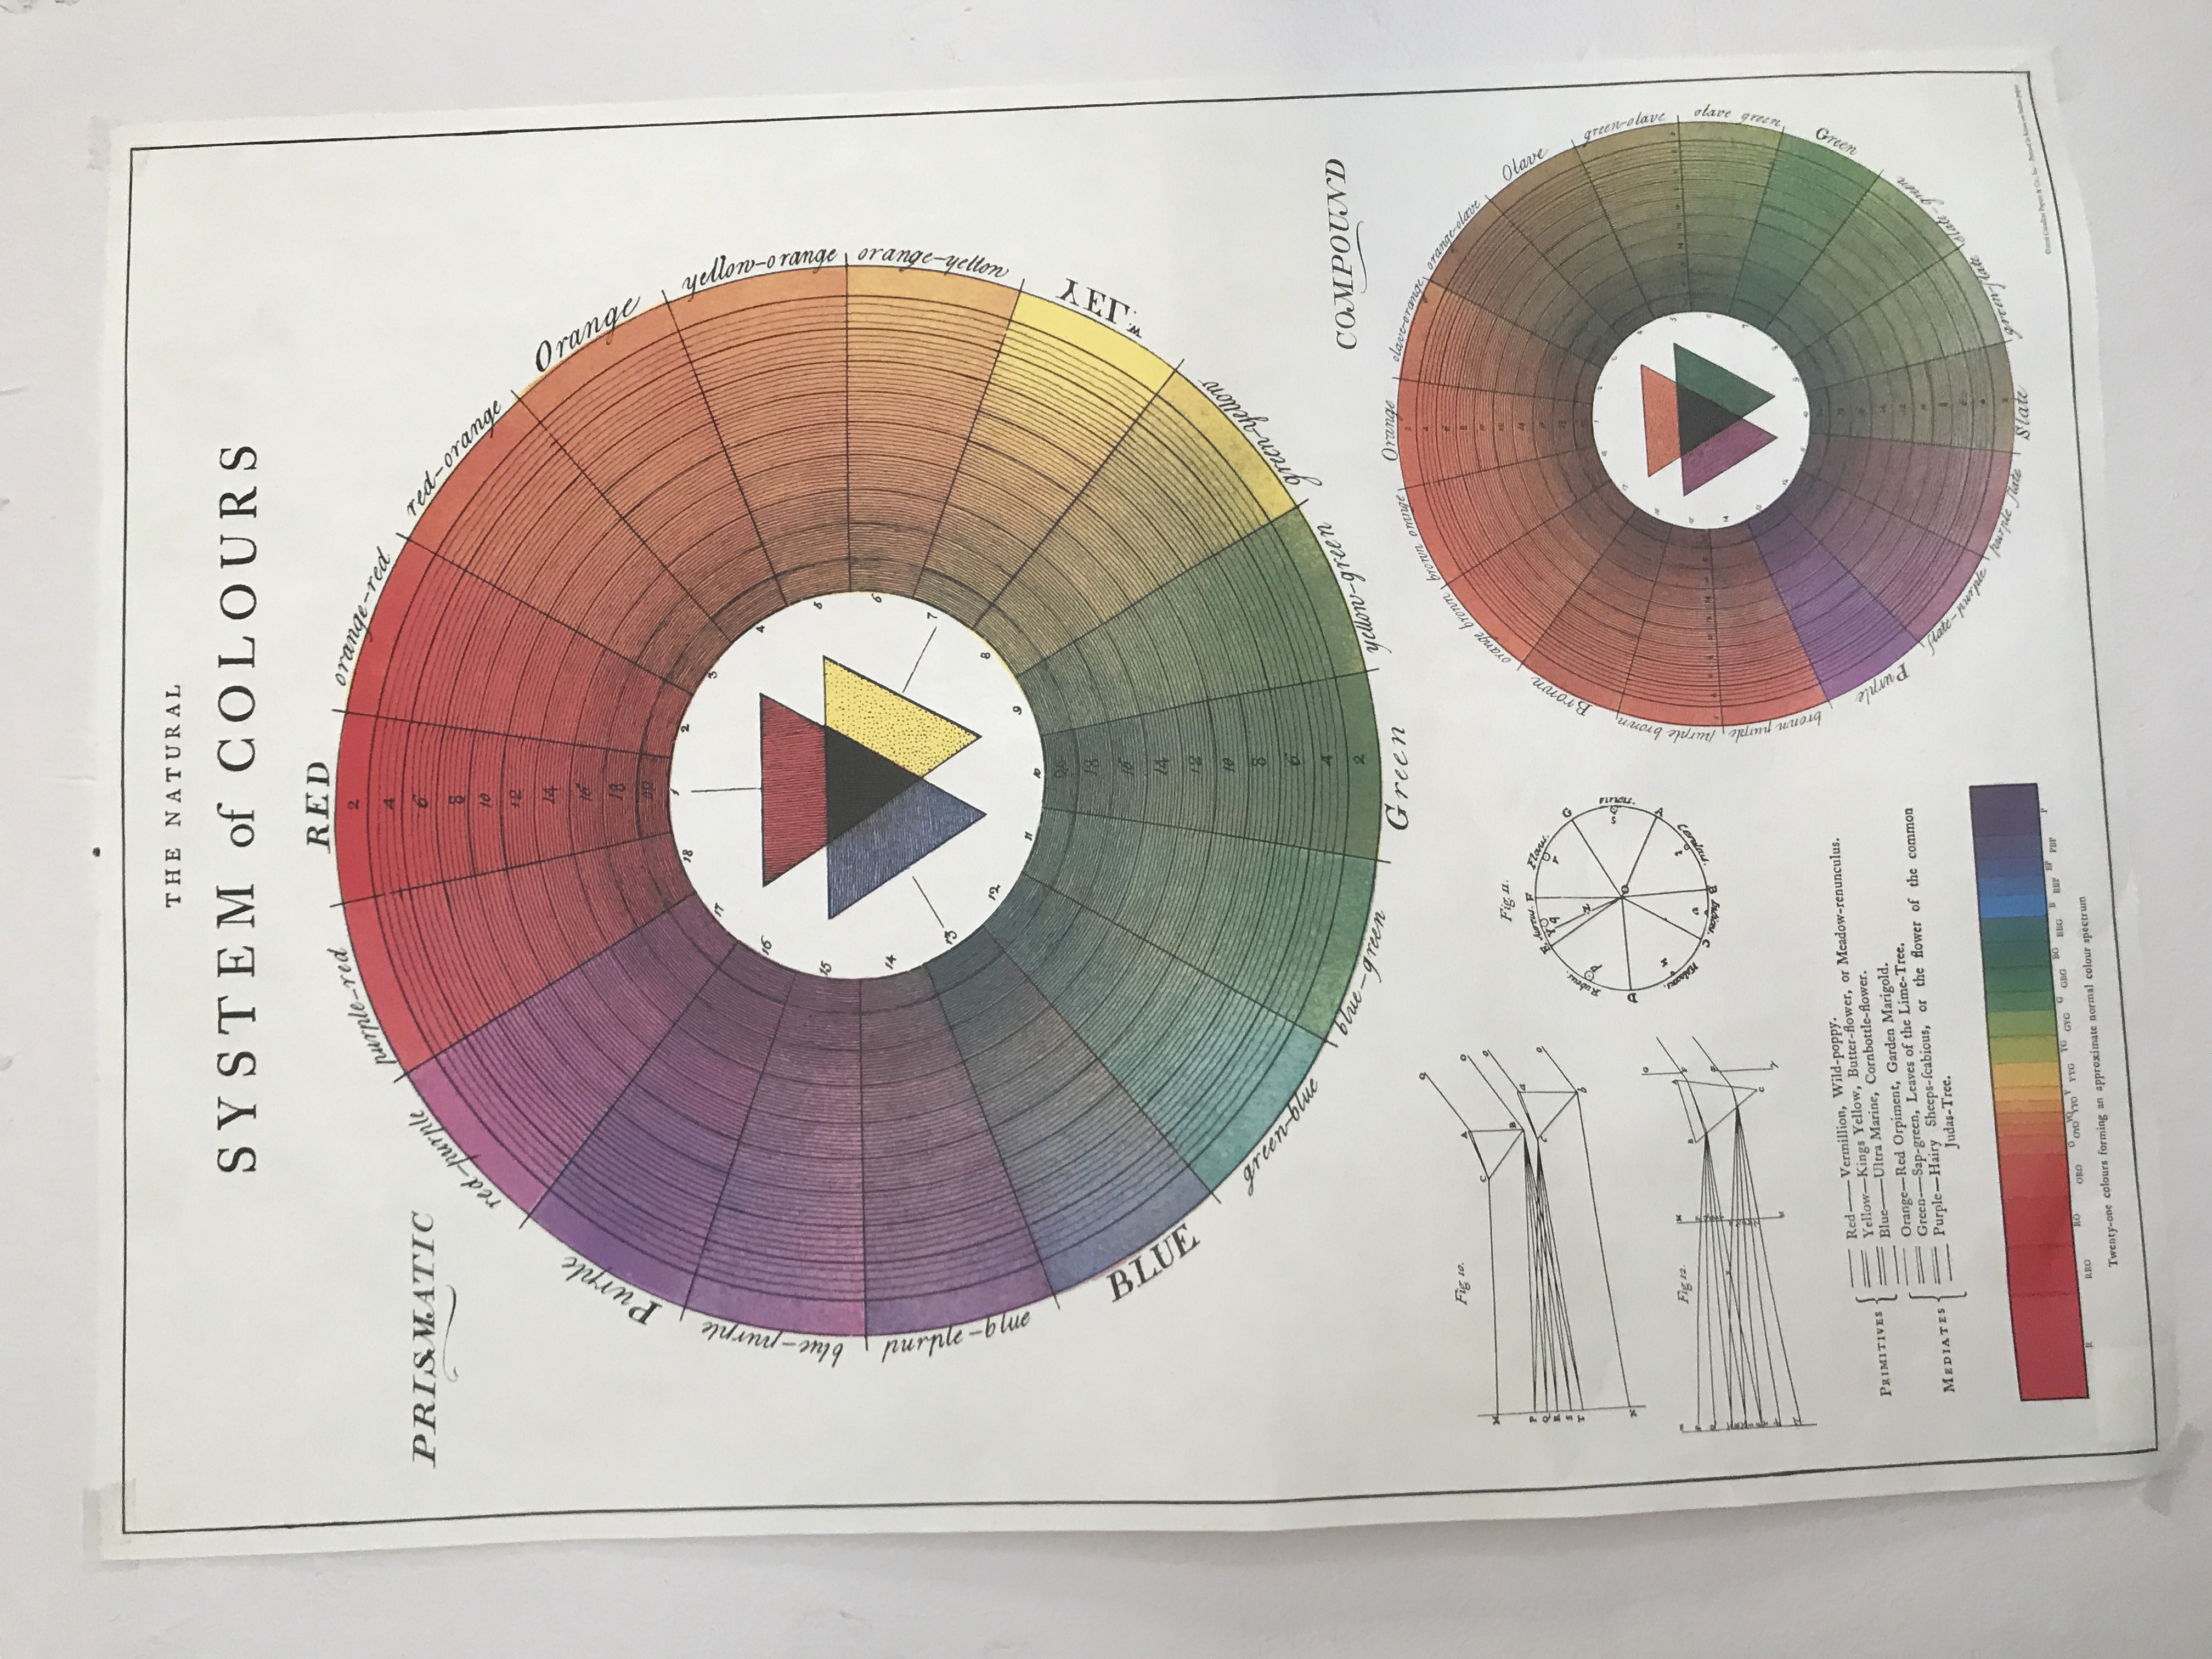 THE NATURAL
SYSTEM of COLOURS
PRISMATIC
RED
orange-red
red-orange
Orange
yellow-orange
orange-yellow
YELW.
green-yellow
yellow-green
Green
blue-green
green-blue
BLUE
purple-blue
blue-purple
Purple
red-purple
purple-red
2
4
6
8
10
12
14
16
18
20
1
2
3
4
5
6
7
8
9
10
11
12
13
14
15
16
17
18
20
18
16
14
12
10
8
6
4
2
COMPOUND
Orange
olave-orange
orange-olave
Olave
green-olave
olave green
Green
slate-green
green-slate
Slate
purple slate
slate-purple
Purple
brown purple
purple brown
Brown
orange brown
brown orange
Fig 10.
Fig. 11.
Fig 12.
PRIMITIVES
Red——Vermillion, Wild-poppy.
Yellow—Kings Yellow, Butter-flower, or Meadow-renunculus.
Blue——Ultra Marine, Cornbottle-flower.
MEDIATES
Orange—Red Orpiment, Garden Marigold.
Green—Sap-green, Leaves of the Lime-Tree.
Purple—Hairy Sheeps-ſcabious, or the flower of the common
Judas-Tree.
R RRO RO ORO O OYO YO YYO Y YYG YG GYG G GBG BG BBG B BBP BP PBP P
Twenty-one colours forming an approximate normal colour spectrum